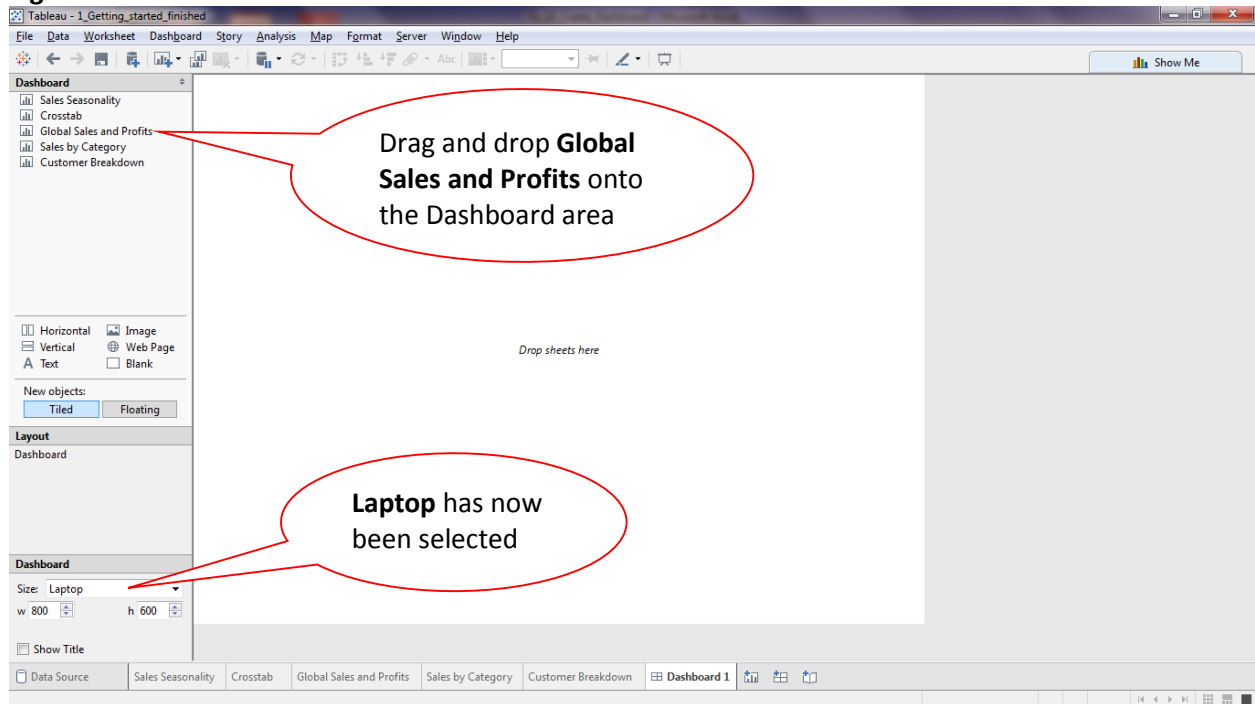 Tableau - 1_Getting_started_finished
File Data Worksheet Dashboard Story Analysis Map Format Server Window Help
Abc
Show Me
Dashboard
Sales Seasonality
Crosstab
Global Sales and Profits
Sales by Category
Customer Breakdown
Drag and drop Global
Sales and Profits onto
the Dashboard area
Horizontal Image
Vertical Web Page
A Text Blank
Drop sheets here
New objects:
Tiled Floating
Layout
Dashboard
Laptop has now
been selected
Dashboard
Size: Laptop
w 800 h 600
Show Title
Data Source Sales Seasonality Crosstab Global Sales and Profits Sales by Category Customer Breakdown Dashboard 1